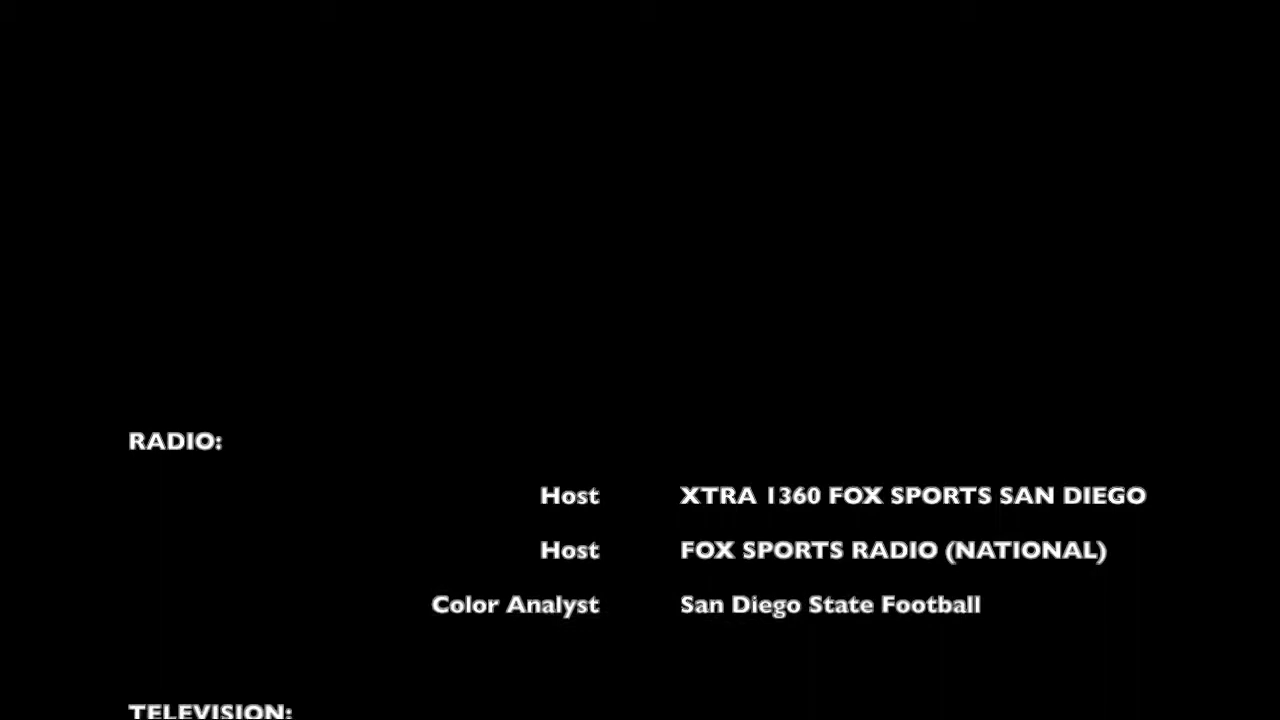 RADIO:
Host XTRA 1360 FOX SPORTS SAN DIEGO
Host FOX SPORTS RADIO (NATIONAL)
Color Analyst San Diego State Football
TELEVISION: